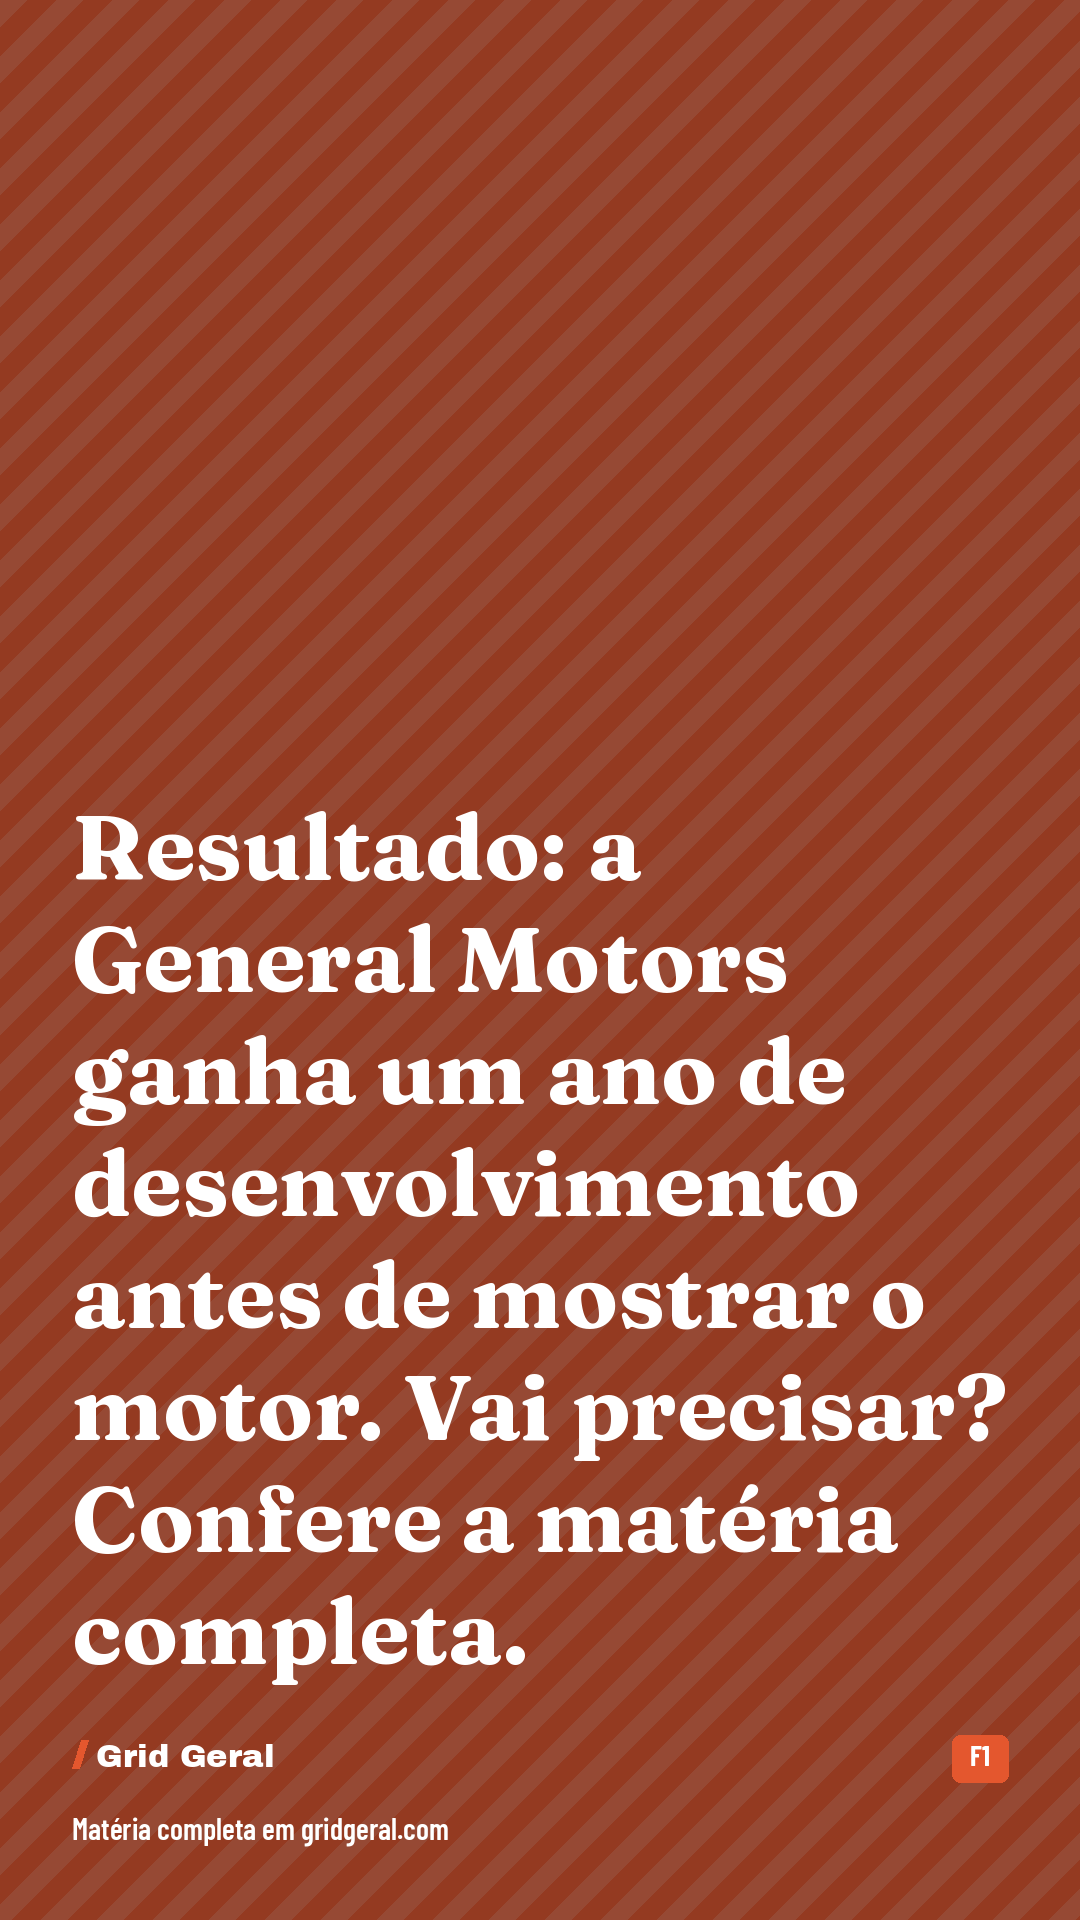 Resultado: a
General Motors
ganha um ano de
desenvolvimento
antes de mostrar o
motor. Vai precisar?
Confere a matéria
completa.
/ Grid Geral
F1
Matéria completa em gridgeral.com